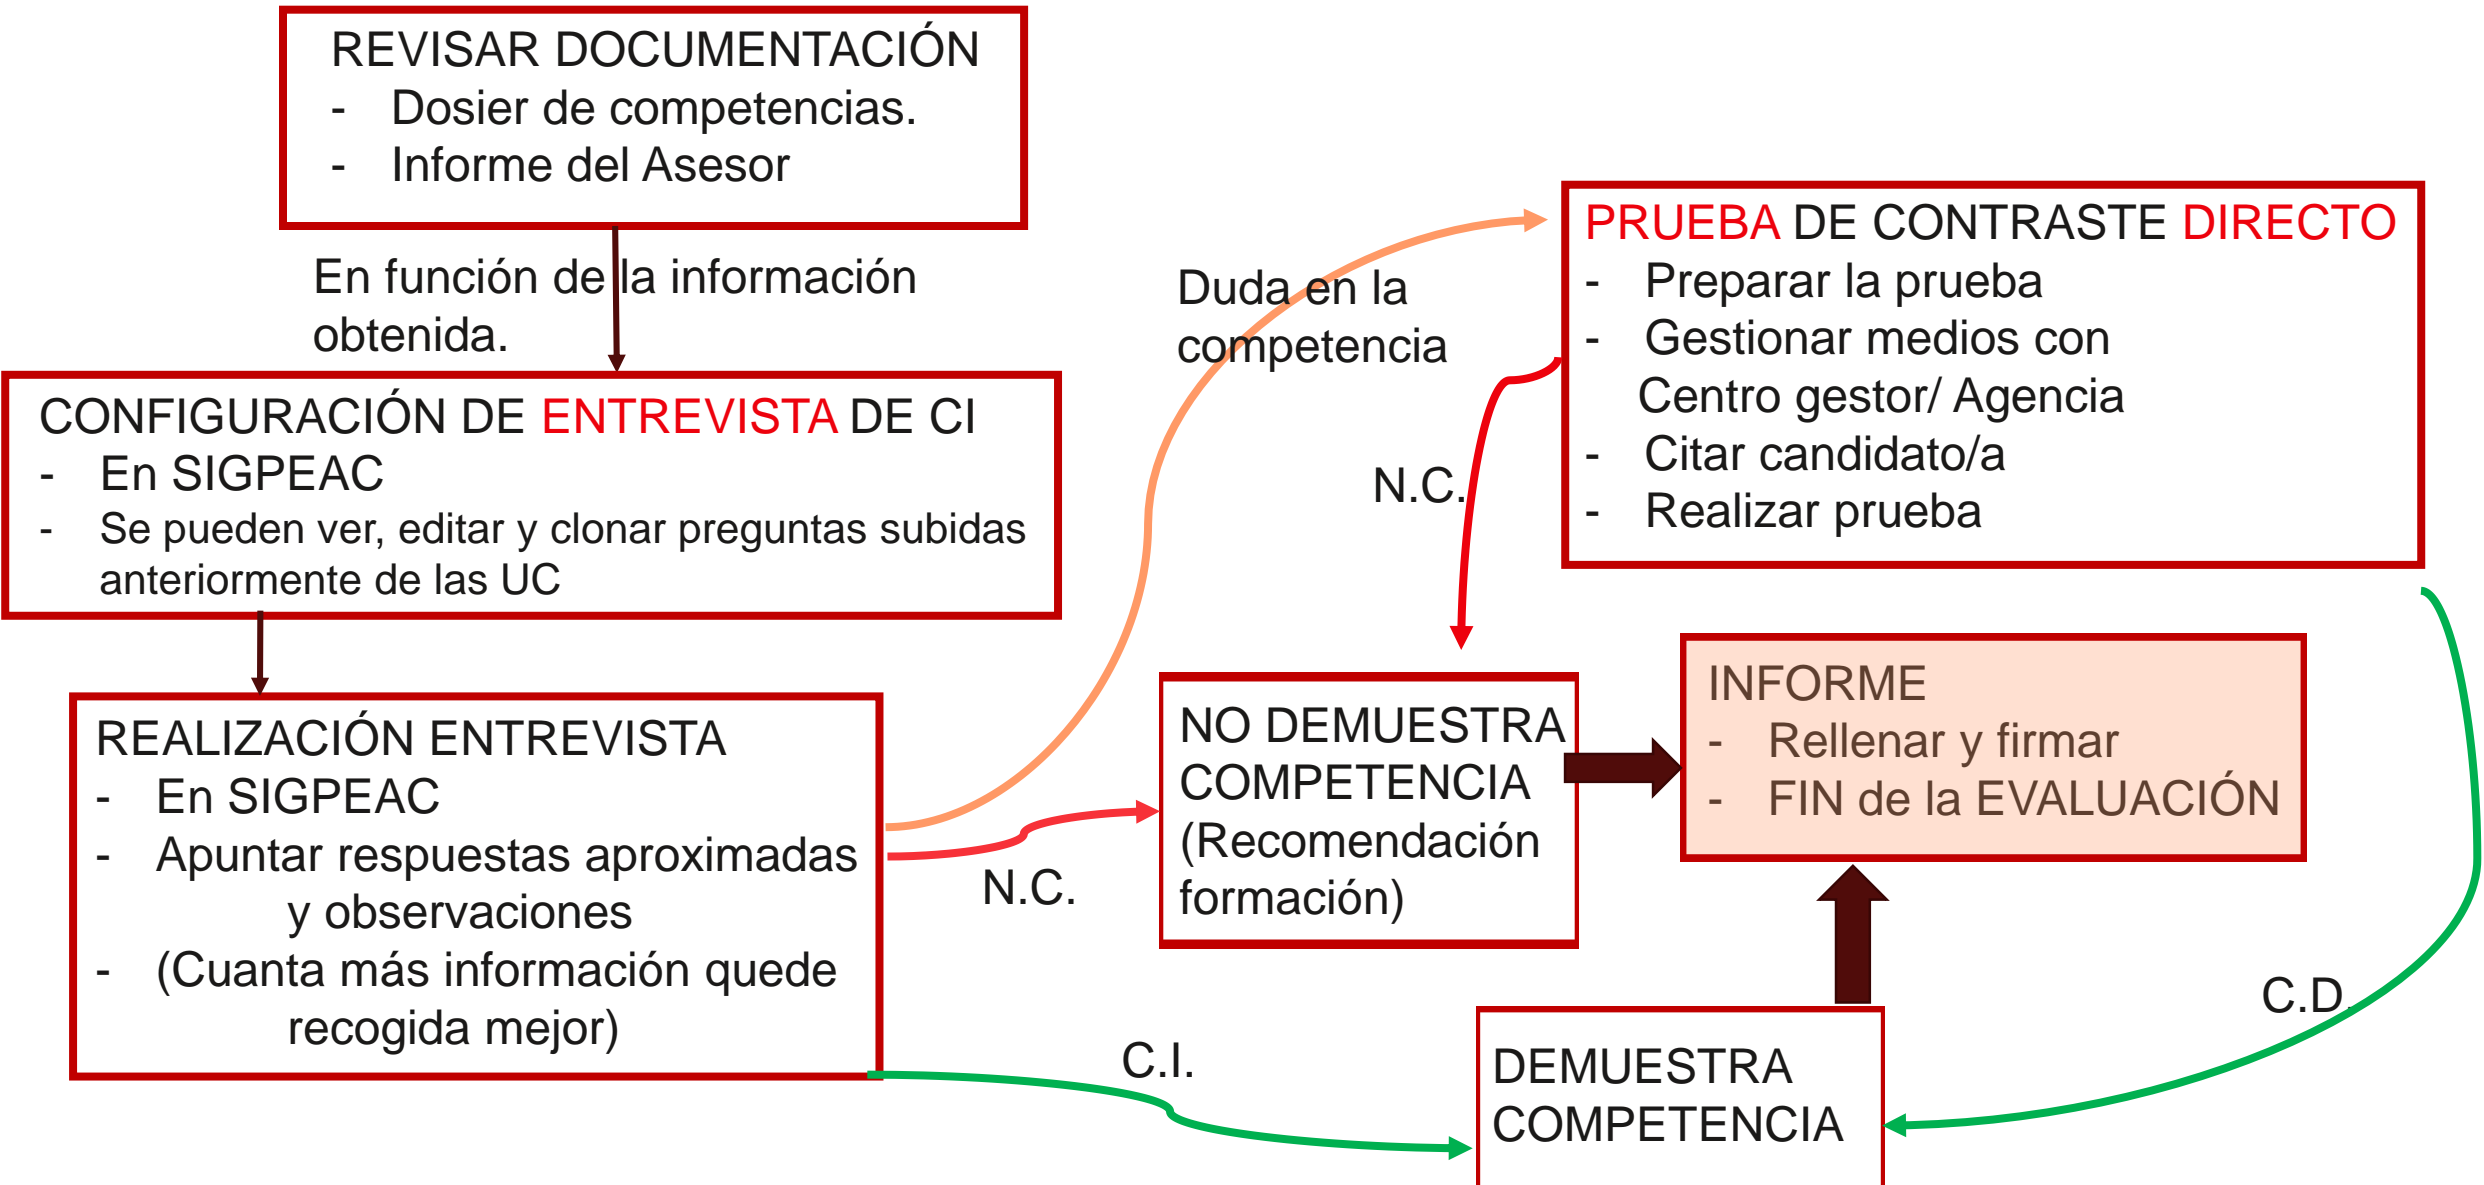 REVISAR DOCUMENTACIÓN
- Dosier de competencias.
- Informe del Asesor
En función de la información
obtenida.
CONFIGURACIÓN DE ENTREVISTA DE CI
- En SIGPEAC
- Se pueden ver, editar y clonar preguntas subidas
anteriormente de las UC
REALIZACIÓN ENTREVISTA
- En SIGPEAC
- Apuntar respuestas aproximadas
y observaciones
- (Cuanta más información quede
recogida mejor)
Duda en la
competencia
PRUEBA DE CONTRASTE DIRECTO
- Preparar la prueba
- Gestionar medios con
Centro gestor/ Agencia
- Citar candidato/a
- Realizar prueba
N.C.
N.C.
NO DEMUESTRA
COMPETENCIA
(Recomendación
formación)
INFORME
- Rellenar y firmar
- FIN de la EVALUACIÓN
C.I.
C.D.
DEMUESTRA
COMPETENCIA